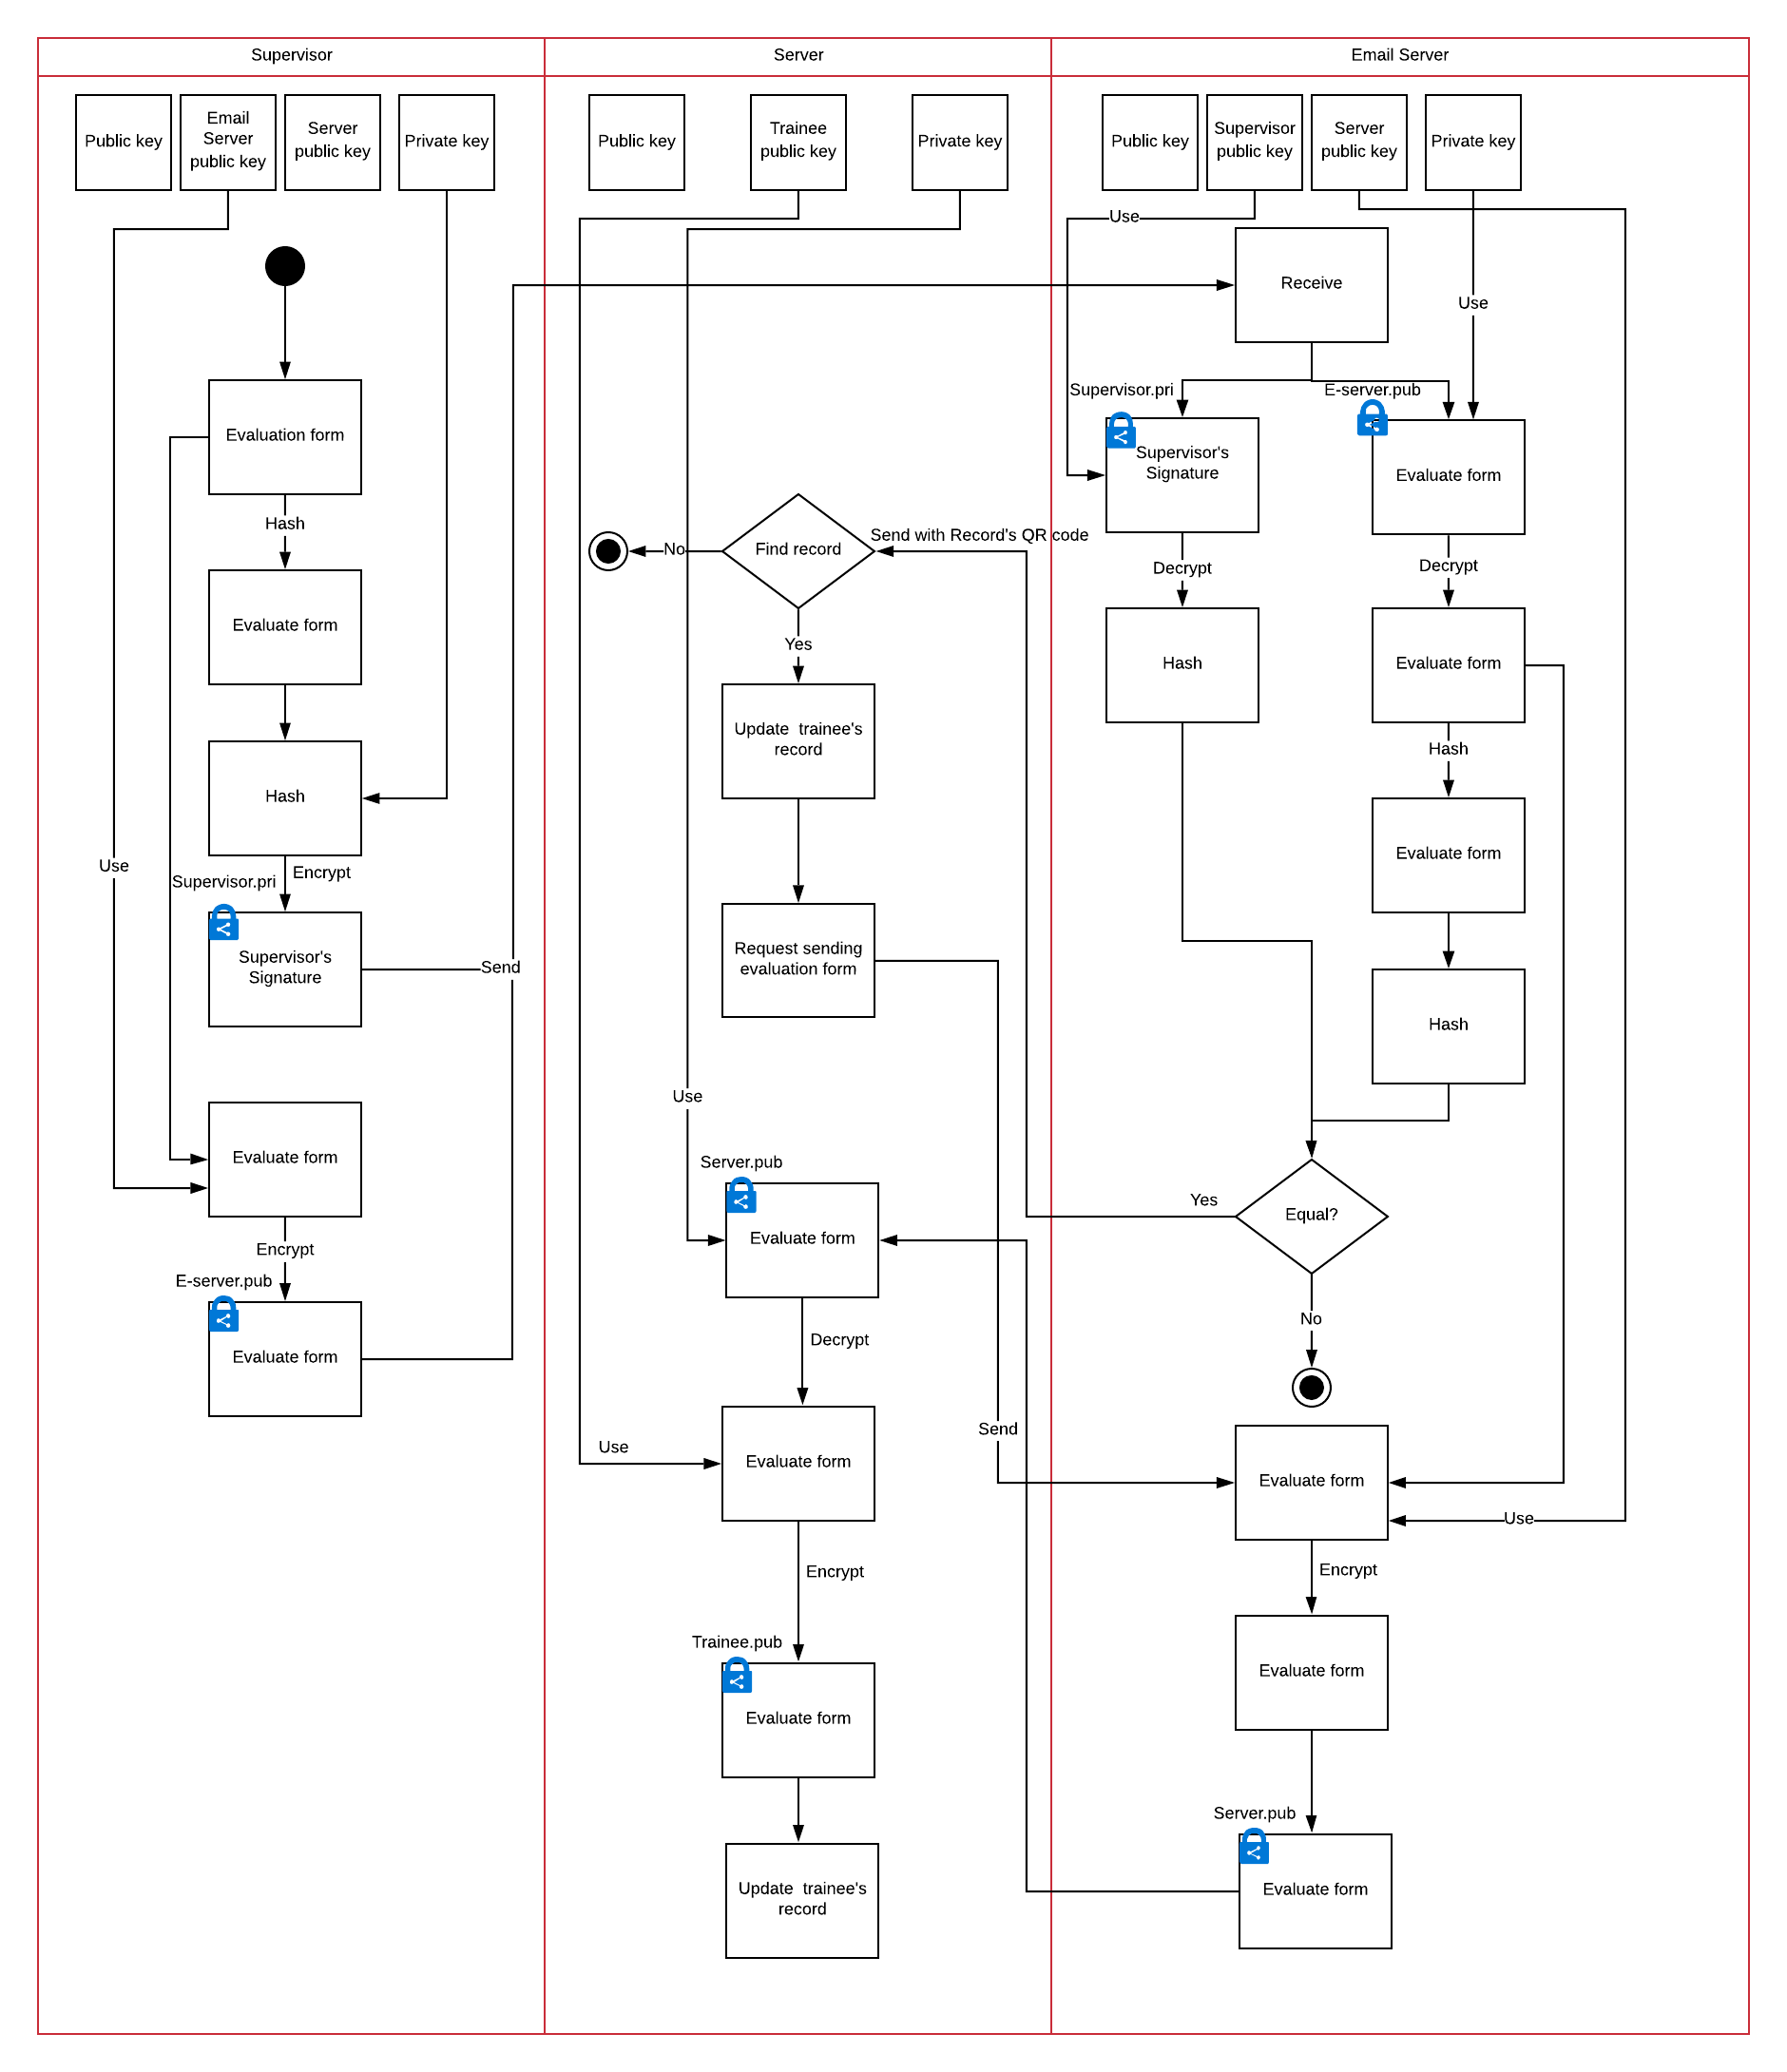 Supervisor
Server
Email Server
Public key
Email
Server
public key
Server
public key
Private key
Public key
Trainee
public key
Private key
Public key
Supervisor
public key
Server
public key
Private key
Use
Receive
Use
Supervisor.pri
E-server.pub
Evaluation form
Supervisor's
Signature
Evaluate form
Hash
Send with Record's QR code
No
Find record
Decrypt
Decrypt
Evaluate form
Yes
Hash
Evaluate form
Update  trainee's
record
Hash
Hash
Evaluate form
Use
Encrypt
Supervisor.pri
Supervisor's
Signature
Send
Request sending
evaluation form
Hash
Use
Evaluate form
Server.pub
Yes
Equal?
Evaluate form
Encrypt
E-server.pub
No
Decrypt
Evaluate form
Send
Use
Evaluate form
Evaluate form
Use
Encrypt
Encrypt
Trainee.pub
Evaluate form
Evaluate form
Server.pub
Update  trainee's
record
Evaluate form